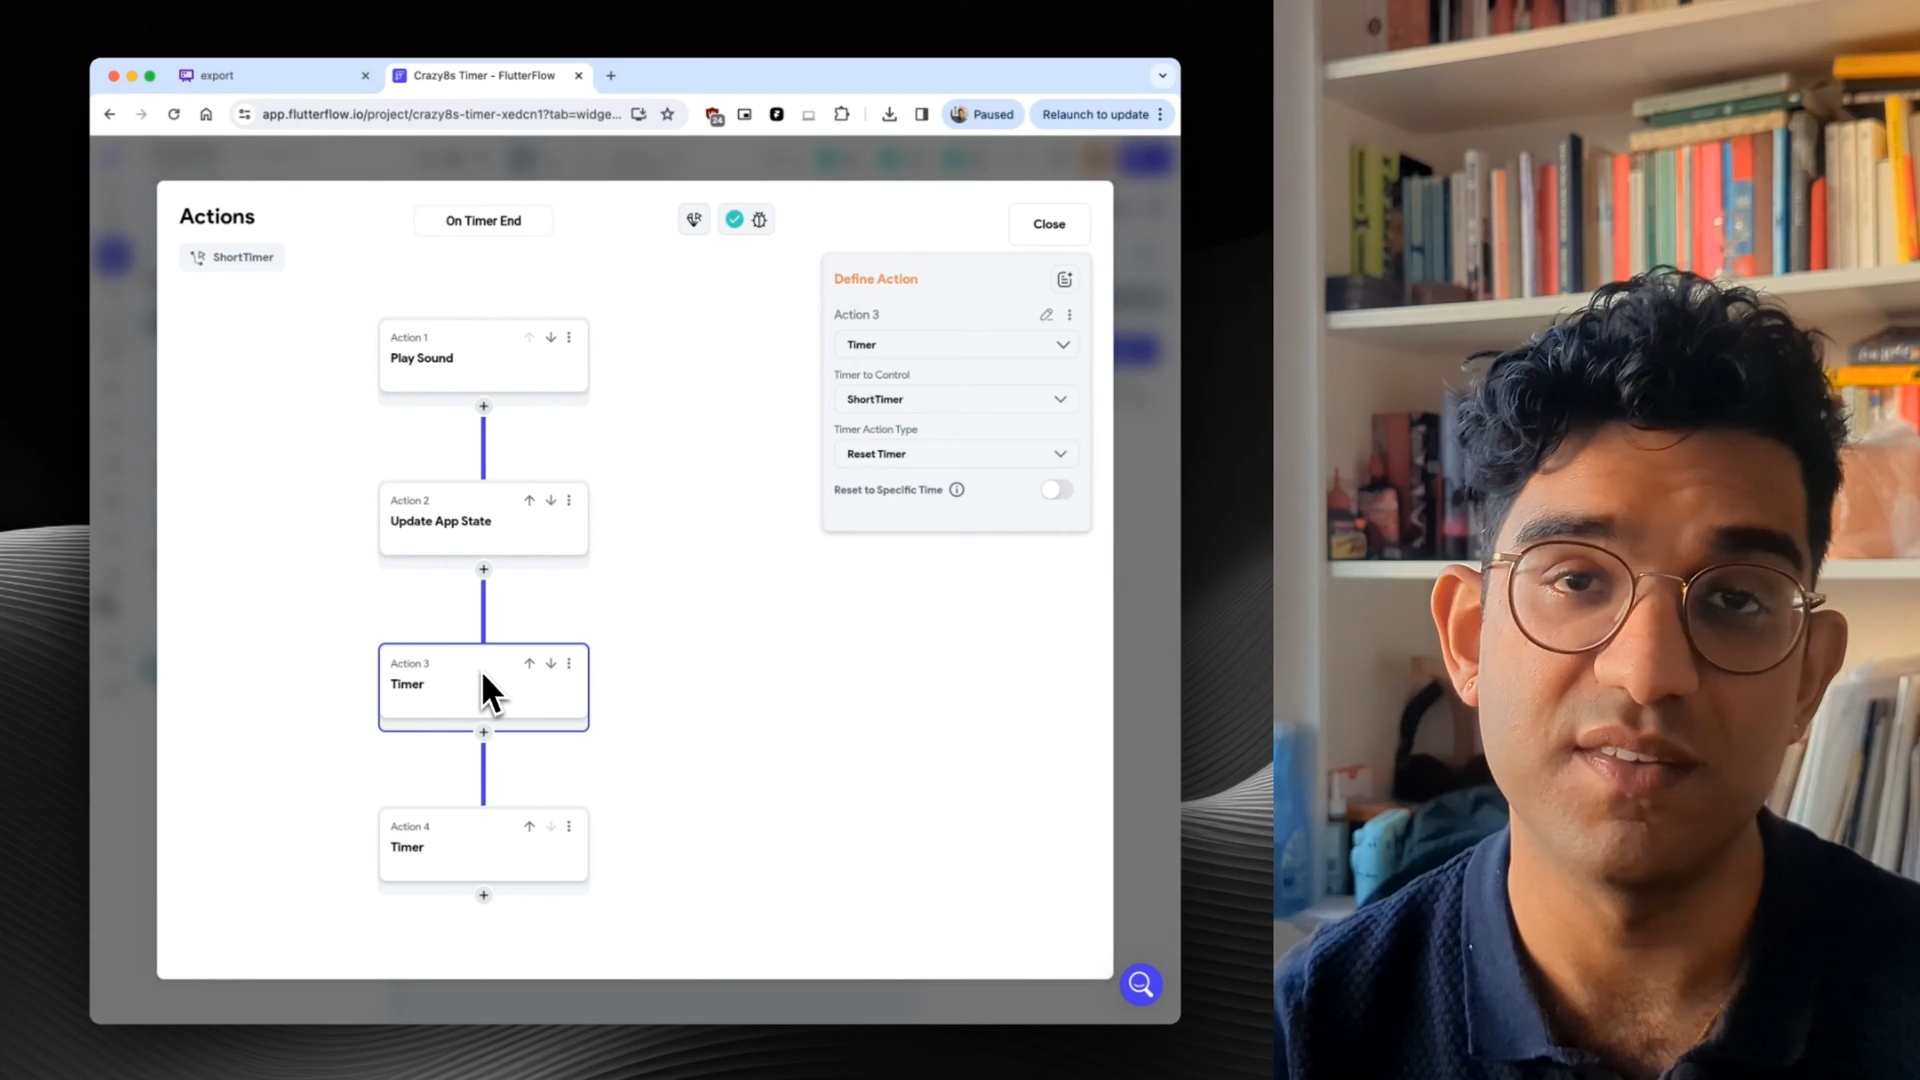 export
Crazy8s Timer - FlutterFlow
app.flutterflow.io/project/crazy8s-timer-xedcn1?tab=widge...
24
Paused
Relaunch to update
Actions
On Timer End
Close
ShortTimer
Define Action
Action 3
Timer
Timer to Control
ShortTimer
Timer Action Type
Reset Timer
Reset to Specific Time
Action 1
Play Sound
Action 2
Update App State
Action 3
Timer
Action 4
Timer